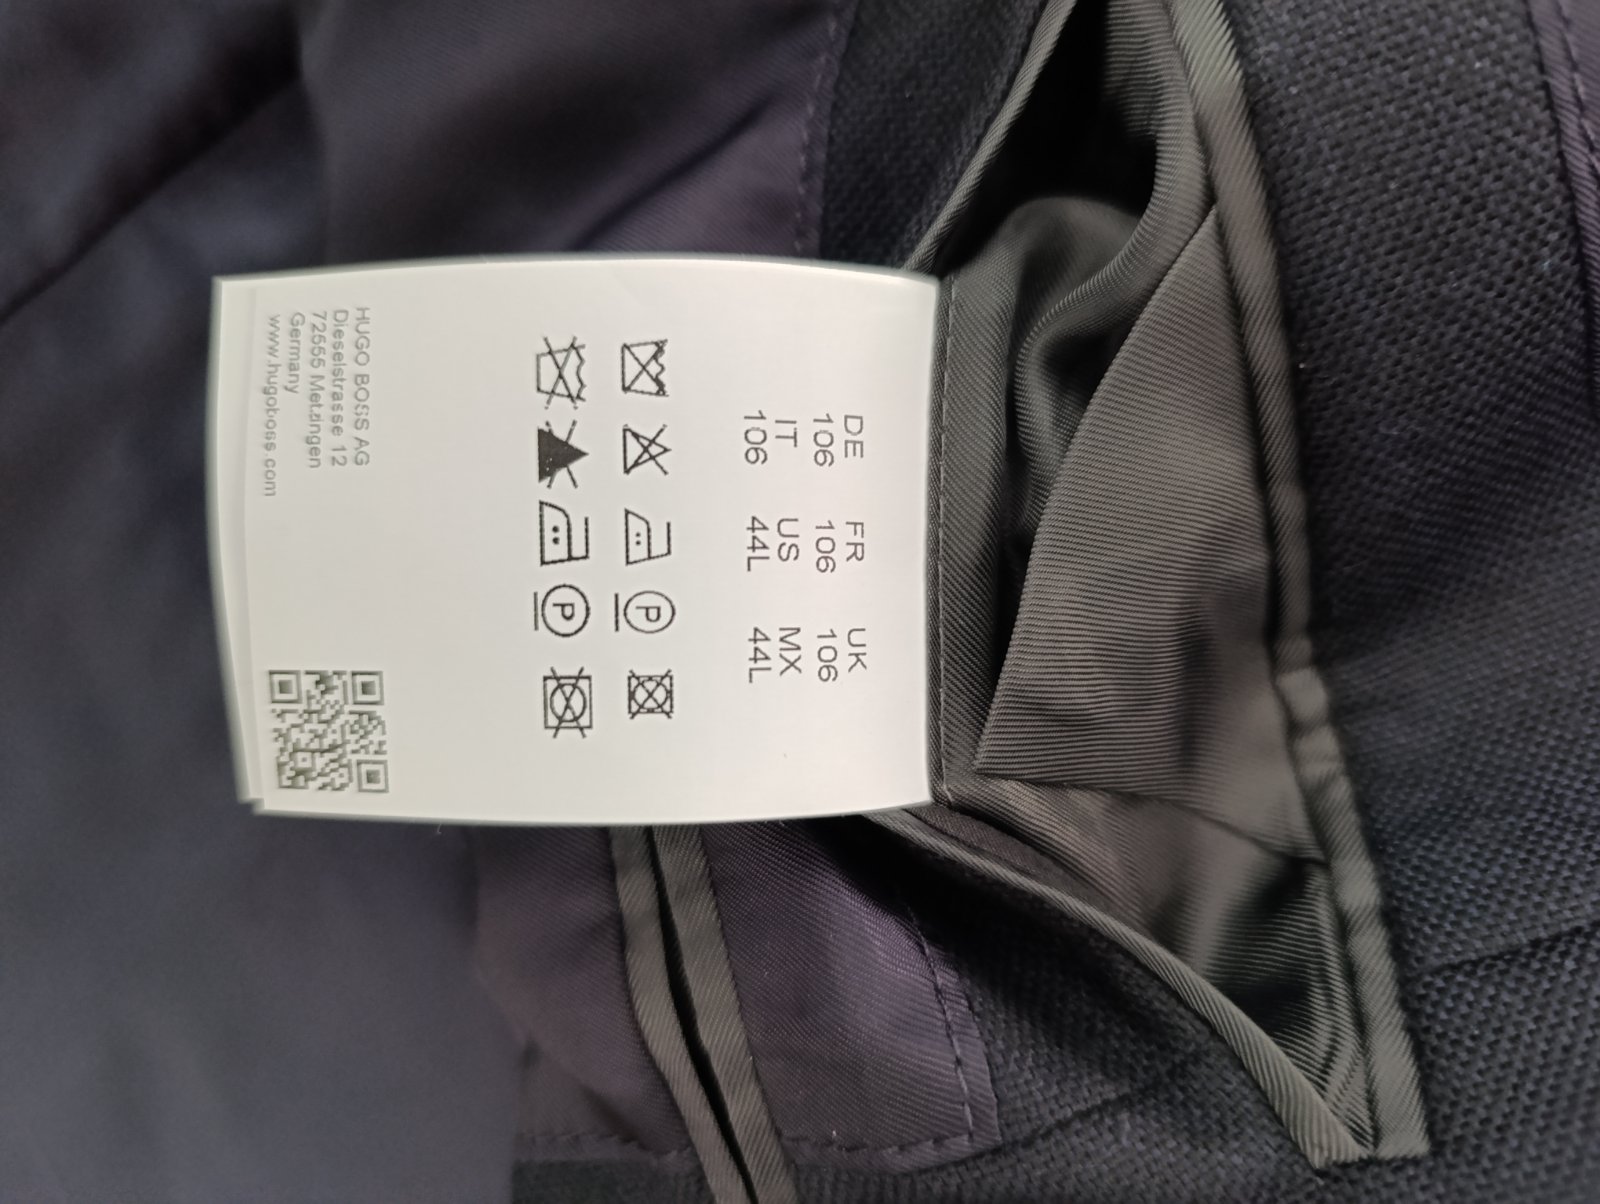 DE FR UK
106 106 106
IT US MX
106 44L 44L
P
P
HUGO BOSS AG
Dieselstrasse 12
72555 Metzingen
Germany
www.hugoboss.com